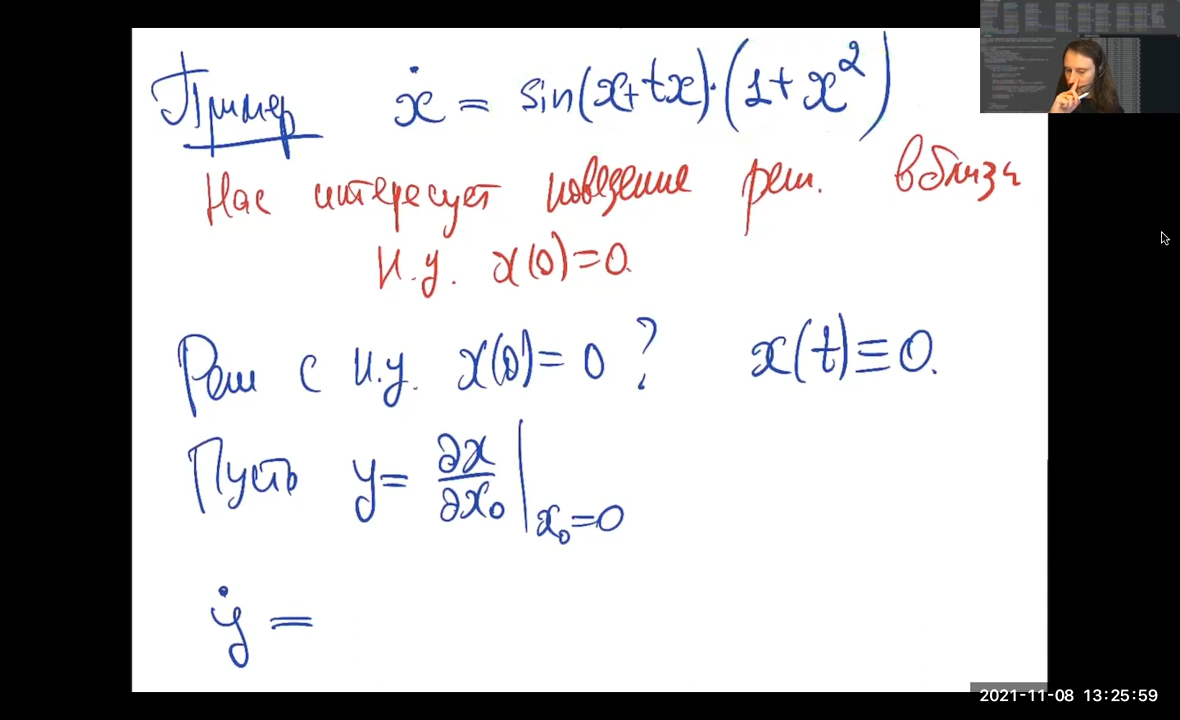 Пример ẋ = sin(x+tx)·(1+x²)
Нас интересует поведение реш. вблизи
н.у. x(0)=0.
Реш с н.у. x(0)=0 ? x(t)≡0.
Пусть y= ∂x/∂x₀ |x₀=0
ẏ =
2021-11-08 13:25:59